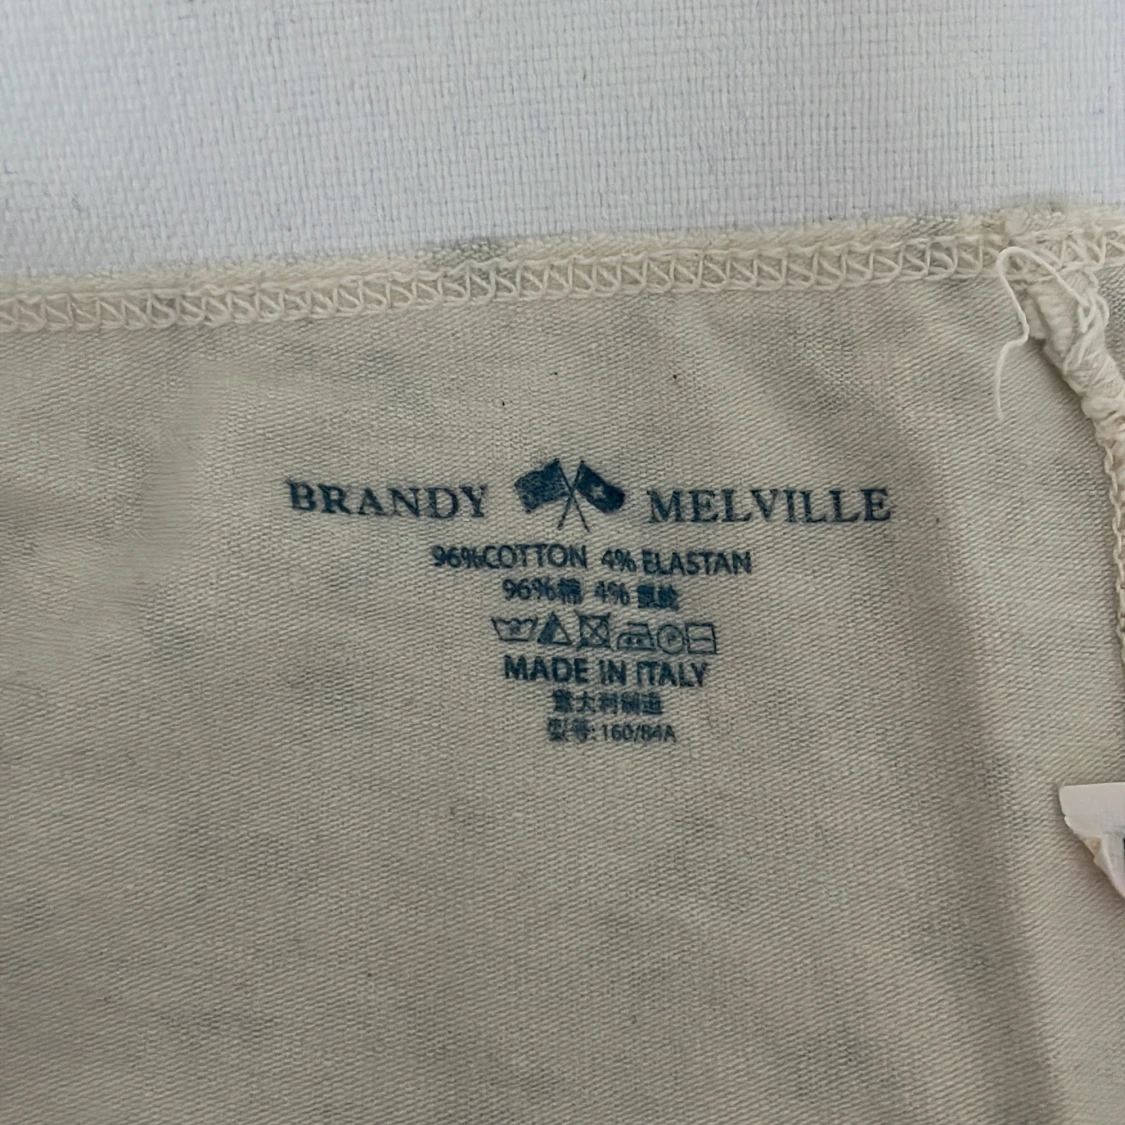 BRANDY MELVILLE
96%COTTON 4% ELASTAN
96%棉 4% 氨纶
MADE IN ITALY
意大利制造
型号:160/84A